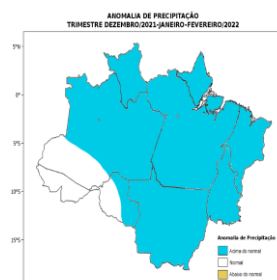 ANOMALIA DE PRECIPITAÇÃO
TRIMESTRE DEZEMBRO/2021-JANEIRO-FEVEREIRO/2022
5°N
0°
5°S
10°S
15°S
Anomalia de Precipitação
Acima do normal
Normal
Abaixo do normal